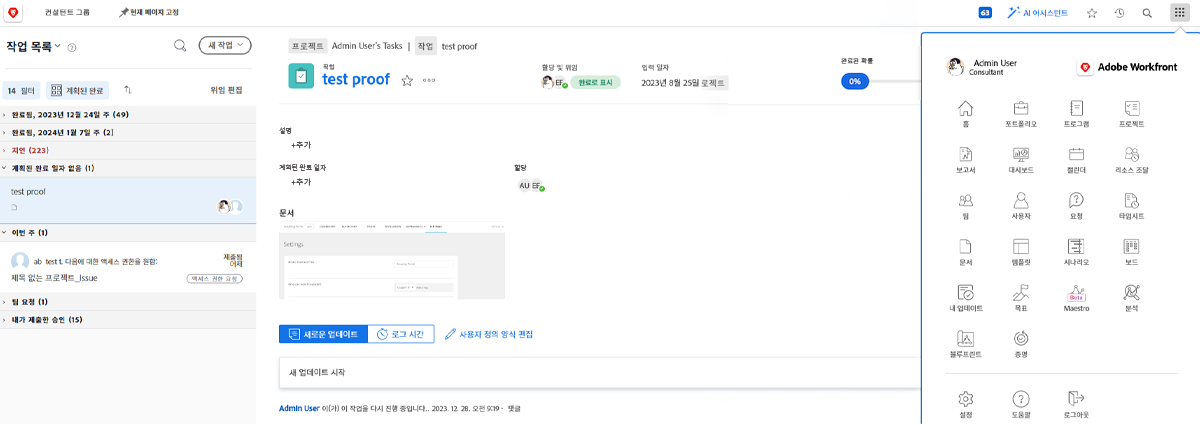 컨설턴트 그룹
현재 페이지 고정
63
AI 어시스턴트
작업 목록
새 작업
14 필터
계획된 완료
위임 편집
완료됨, 2023년 12월 24일 주 (49)
완료됨, 2024년 1월 7일 주 (2)
지연 (223)
계획된 완료 일자 없음 (1)
test proof
이번 주 (1)
ab test t. 다음에 대한 액세스 권한을 원함:
제출됨
어제
제목 없는 프로젝트_Issue
액세스 권한 요청
팀 요청 (1)
내가 제출한 승인 (15)
프로젝트 Admin User's Tasks | 작업 test proof
작업
test proof
할당 및 위임
EF
완료로 표시
입력 일자
2023년 8월 25일 로젝트
완료된 확률
0%
설명
+추가
계획된 완료 일자
+추가
할당
AU EF
문서
Settings
새로운 업데이트
로그 시간
사용자 정의 양식 편집
새 업데이트 시작
Admin User 이(가) 이 작업을 다시 진행 중입니다.. 2023. 12. 28. 오전 9:19 · 댓글
Admin User
Consultant
Adobe Workfront
홈
포트폴리오
프로그램
프로젝트
보고서
대시보드
캘린더
리소스 조달
팀
사용자
요청
타임시트
문서
템플릿
시나리오
보드
내 업데이트
목표
Beta
Maestro
분석
블루프린트
증명
설정
도움말
로그아웃